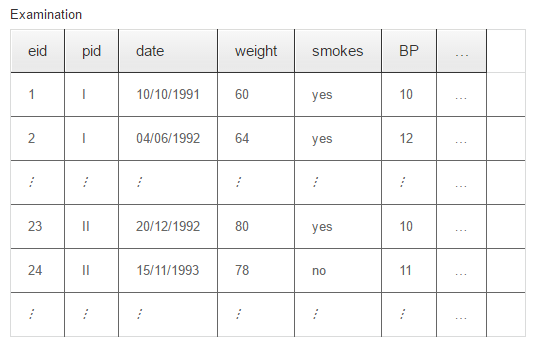 Examination
eid pid date weight smokes BP …
1 I 10/10/1991 60 yes 10 …
2 I 04/06/1992 64 yes 12 …
⋮ ⋮ ⋮ ⋮ ⋮ ⋮ …
23 II 20/12/1992 80 yes 10 …
24 II 15/11/1993 78 no 11 …
⋮ ⋮ ⋮ ⋮ ⋮ ⋮ …